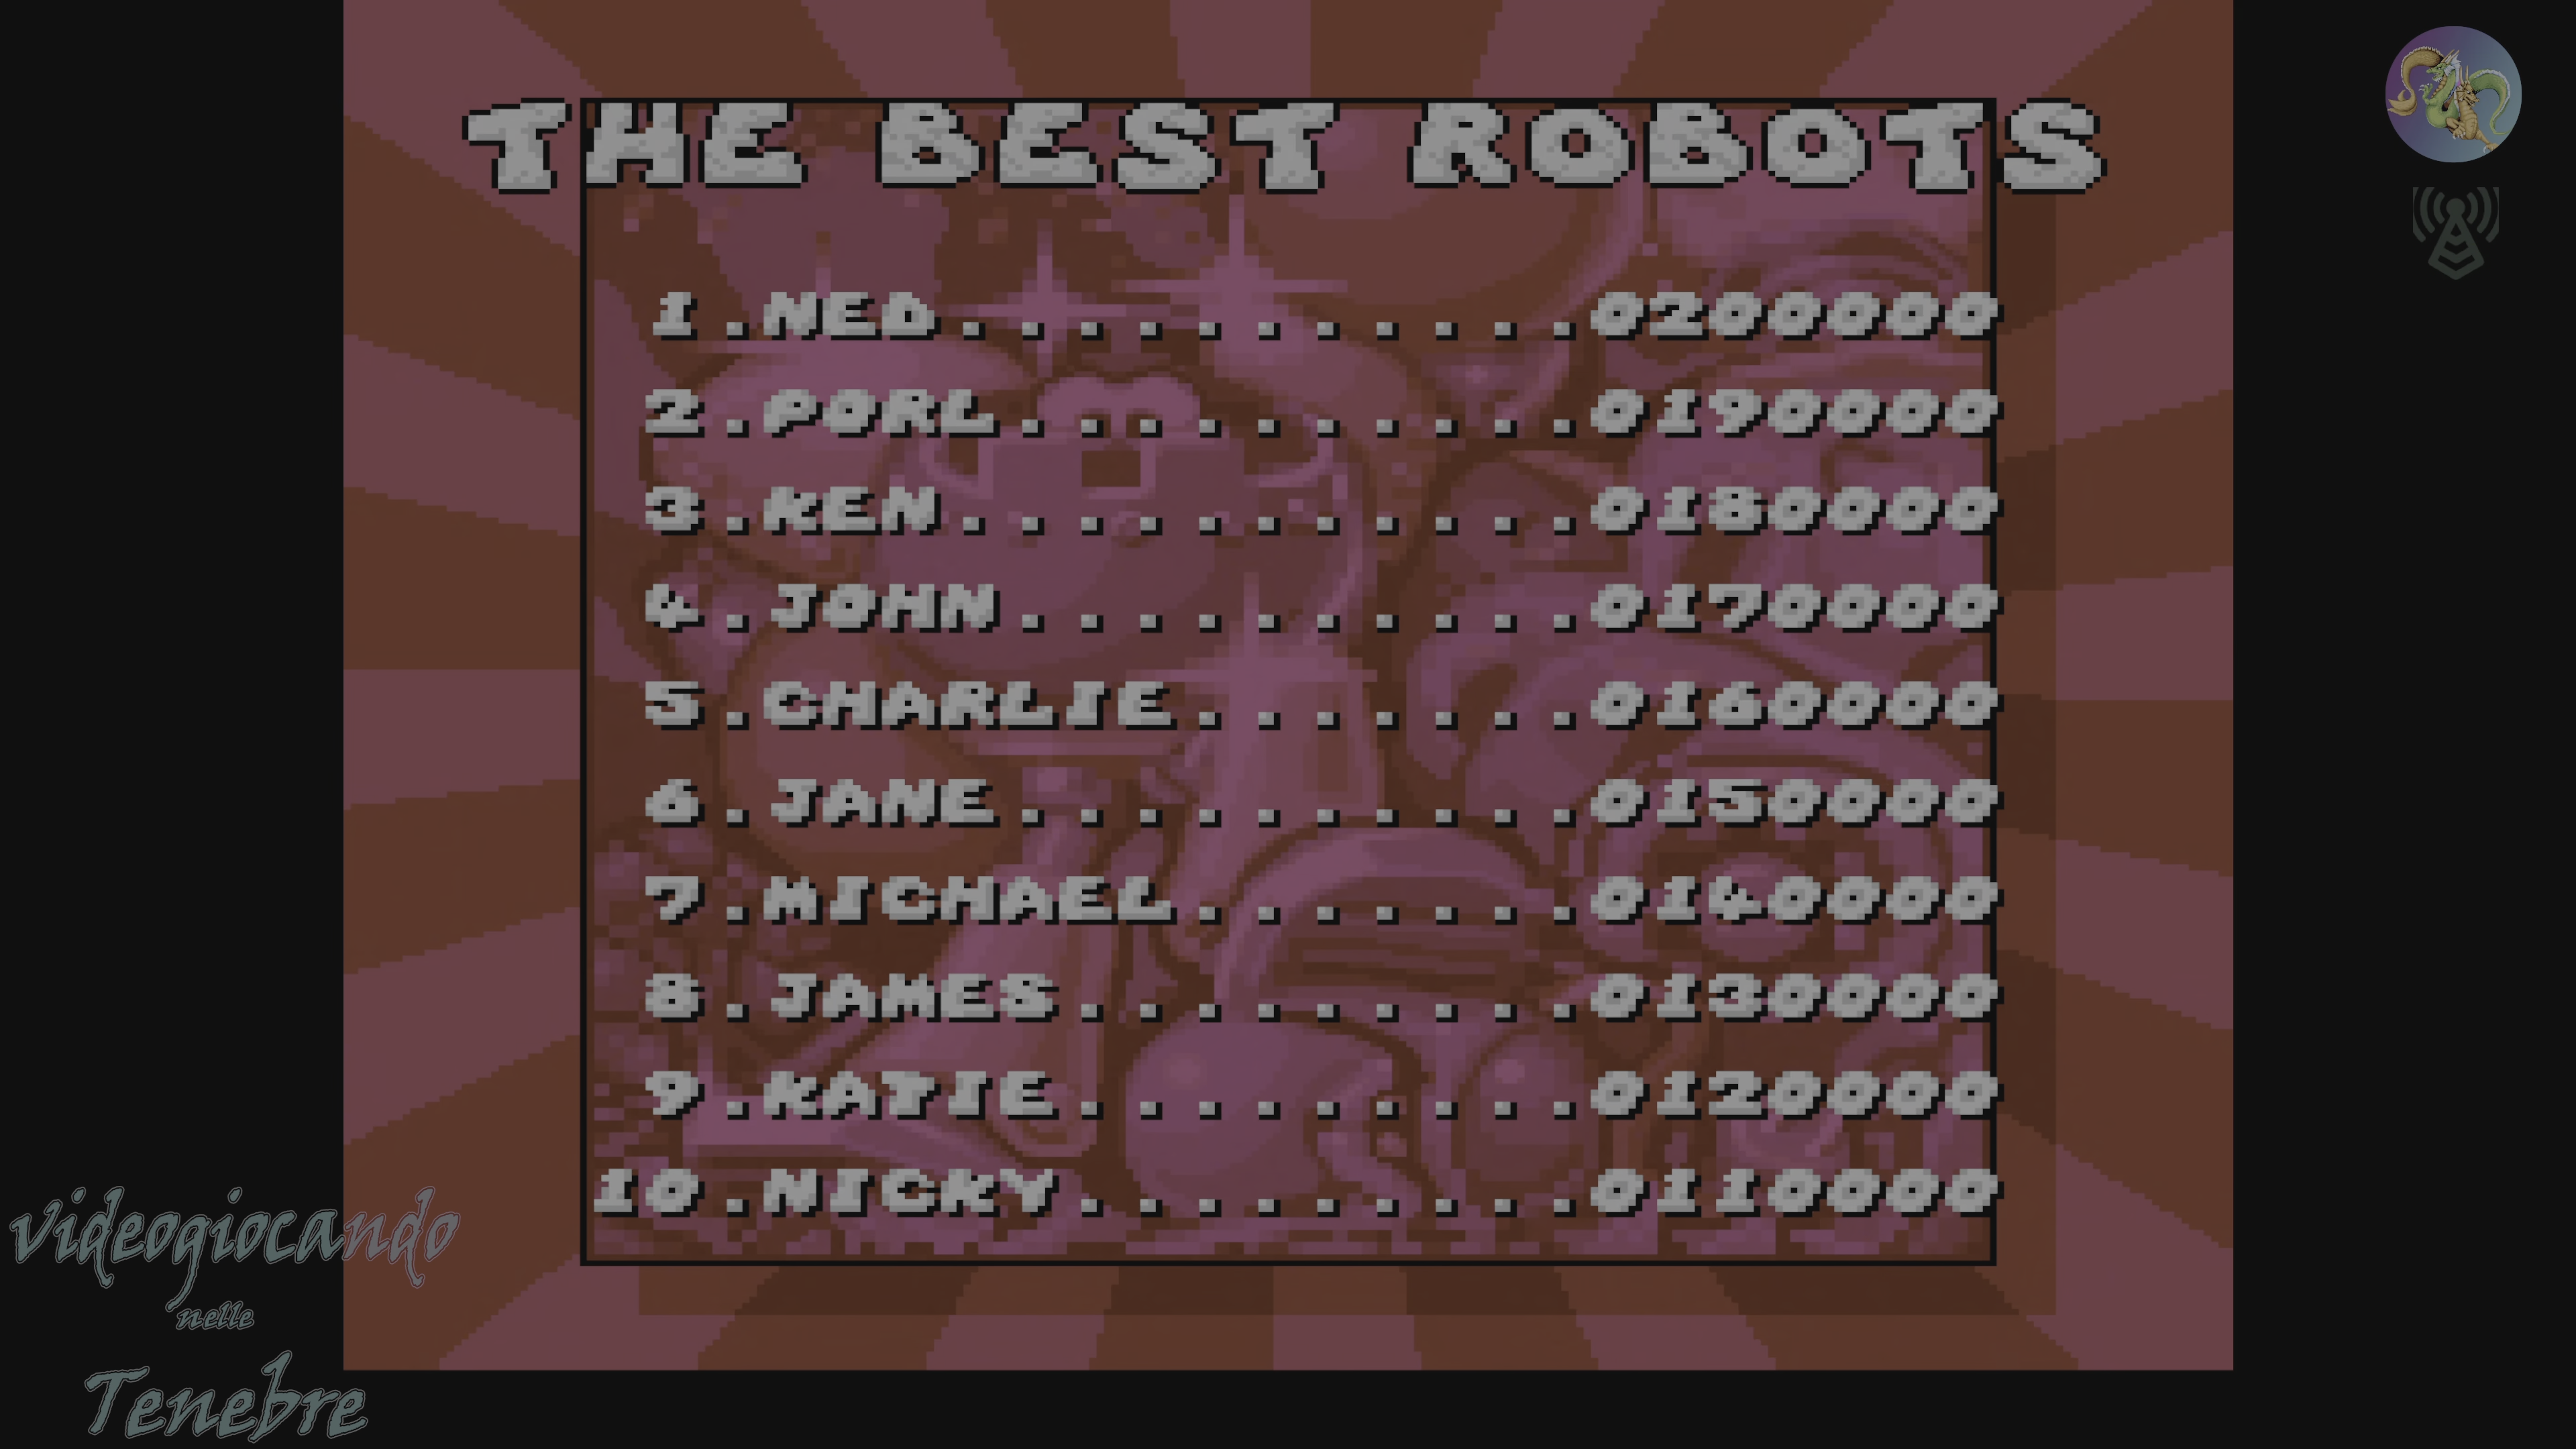 THE BEST ROBOTS
1.NED...........0200000
2.PORL..........0190000
3.KEN...........0180000
4.JOHN..........0170000
5.CHARLIE.......0160000
6.JANE..........0150000
7.MICHAEL.......0140000
8.JAMES.........0130000
9.KATIE.........0120000
10.NICKY.........0110000
videogiocando
nelle
Tenebre